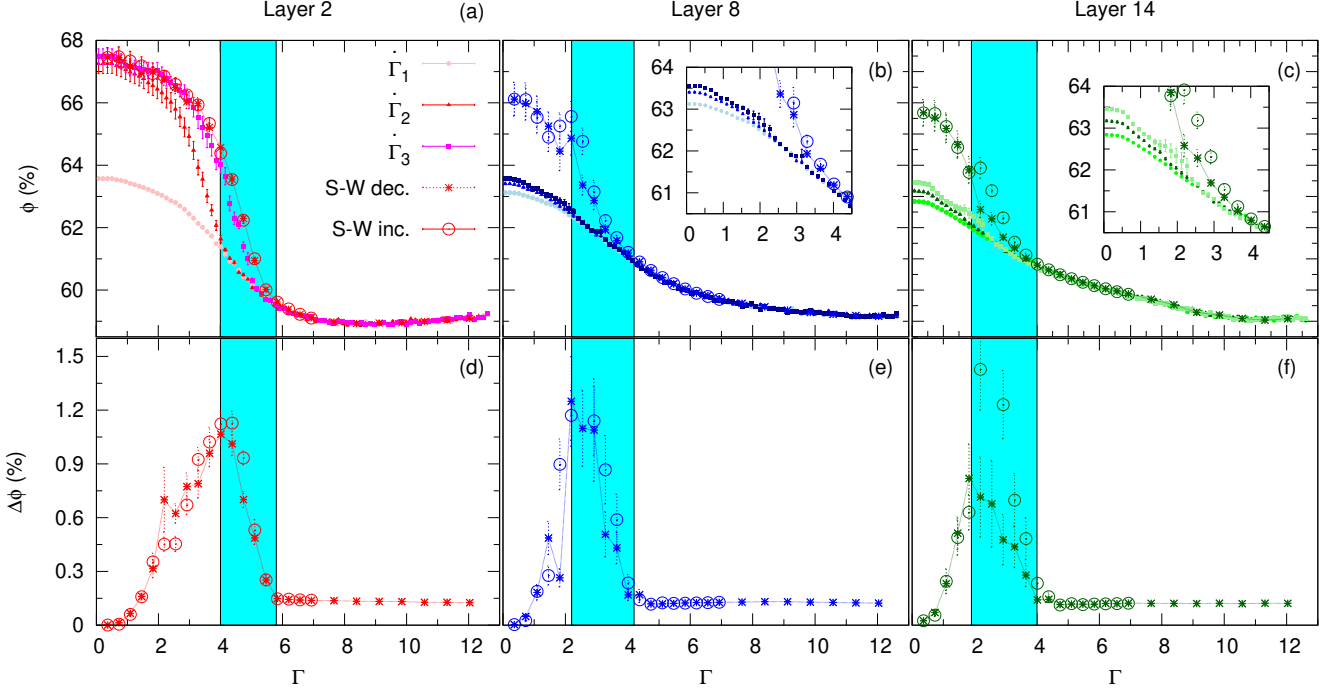 Layer 2
Layer 8
Layer 14
(a)
(b)
(c)
ϕ (%)
68
66
64
62
60
Γ̇1
Γ̇2
Γ̇3
S-W dec.
S-W inc.
64
63
62
61
0 1 2 3 4
64
63
62
61
0 1 2 3 4
(d)
(e)
(f)
Δϕ (%)
1.5
1.2
0.9
0.6
0.3
0
0 2 4 6 8 10 12
0 2 4 6 8 10 12
0 2 4 6 8 10 12
Γ
Γ
Γ